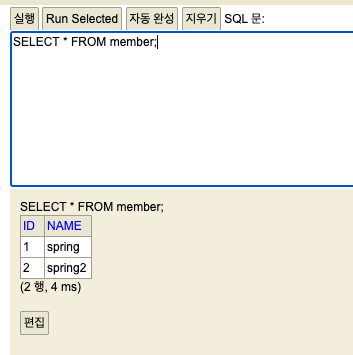 실행 Run Selected 자동 완성 지우기 SQL 문:
SELECT * FROM member;
SELECT * FROM member;
ID NAME
1 spring
2 spring2
(2 행, 4 ms)
편집